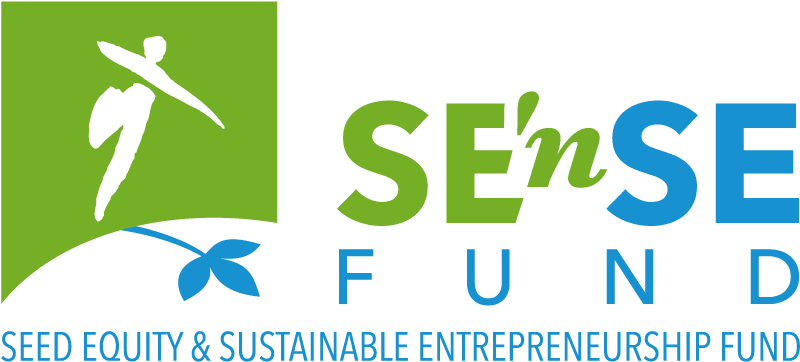 SE'nSE
FUND
SEED EQUITY & SUSTAINABLE ENTREPRENEURSHIP FUND